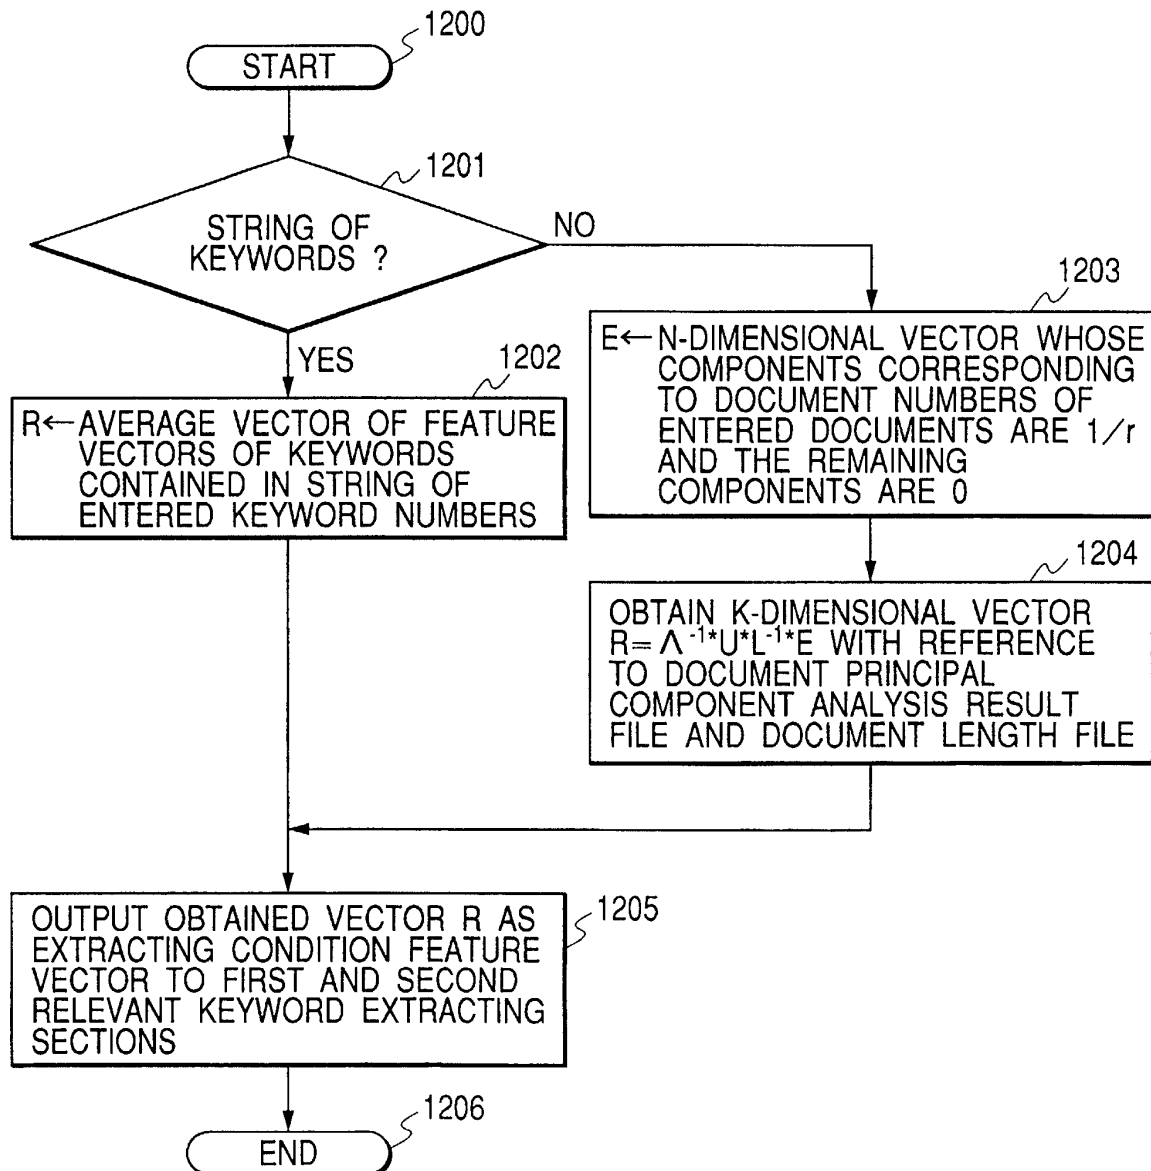 1200
START
1201
STRING OF
KEYWORDS ?
NO
YES
1202
R←AVERAGE VECTOR OF FEATURE
VECTORS OF KEYWORDS
CONTAINED IN STRING OF
ENTERED KEYWORD NUMBERS
1203
E←N-DIMENSIONAL VECTOR WHOSE
COMPONENTS CORRESPONDING
TO DOCUMENT NUMBERS OF
ENTERED DOCUMENTS ARE 1/r
AND THE REMAINING
COMPONENTS ARE 0
1204
OBTAIN K-DIMENSIONAL VECTOR
R=Λ⁻¹*U*L⁻¹*E WITH REFERENCE
TO DOCUMENT PRINCIPAL
COMPONENT ANALYSIS RESULT
FILE AND DOCUMENT LENGTH FILE
1205
OUTPUT OBTAINED VECTOR R AS
EXTRACTING CONDITION FEATURE
VECTOR TO FIRST AND SECOND
RELEVANT KEYWORD EXTRACTING
SECTIONS
1206
END